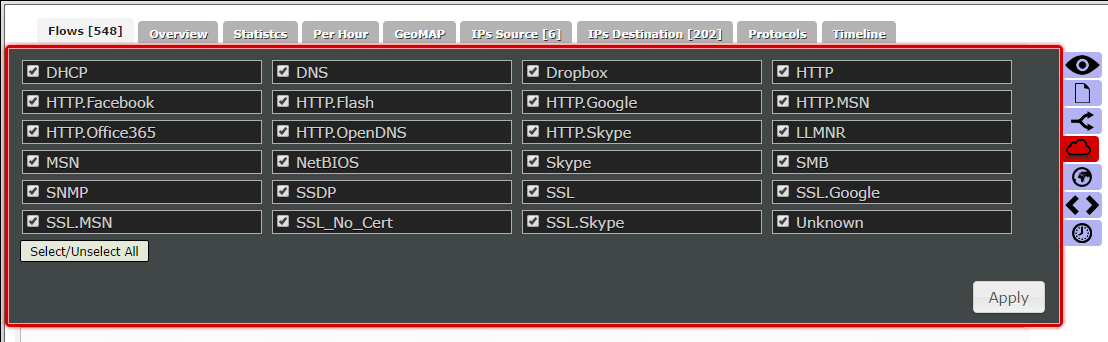 Flows [548] Overview Statistcs Per Hour GeoMAP IPs Source [6] IPs Destination [202] Protocols Timeline
DHCP DNS Dropbox HTTP
HTTP.Facebook HTTP.Flash HTTP.Google HTTP.MSN
HTTP.Office365 HTTP.OpenDNS HTTP.Skype LLMNR
MSN NetBIOS Skype SMB
SNMP SSDP SSL SSL.Google
SSL.MSN SSL_No_Cert SSL.Skype Unknown
Select/Unselect All
Apply